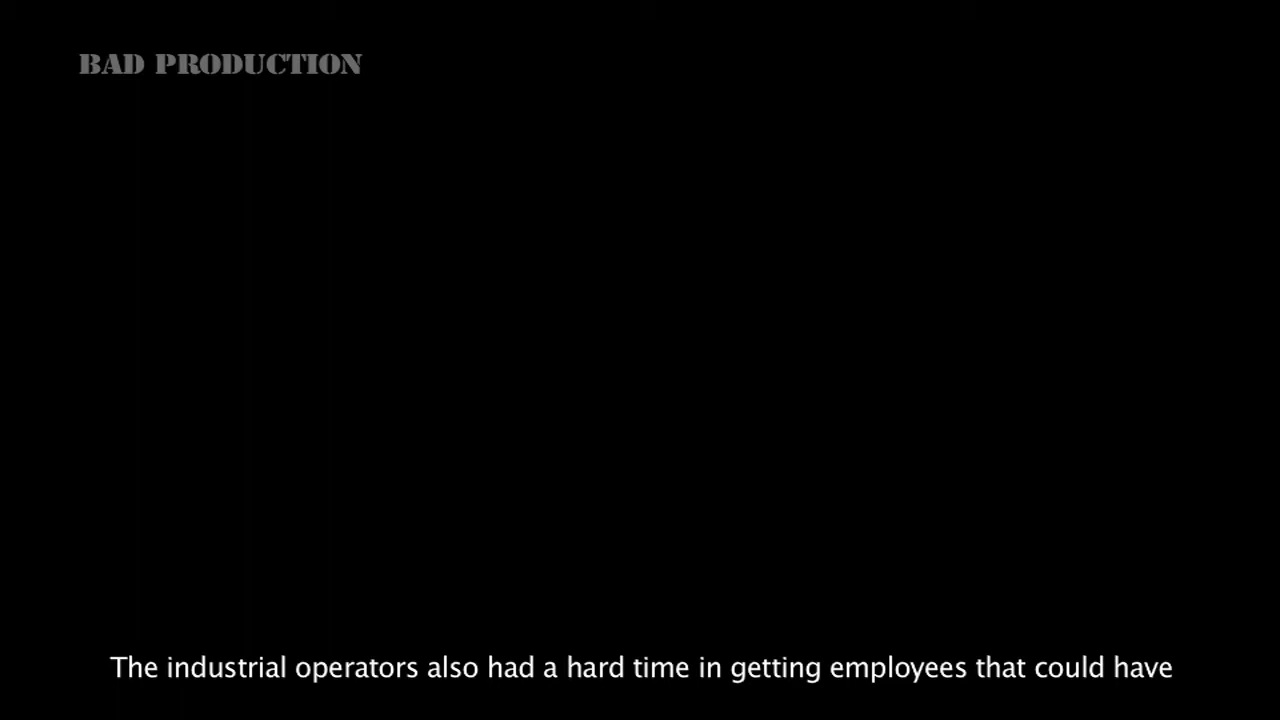 BAD PRODUCTION
The industrial operators also had a hard time in getting employees that could have